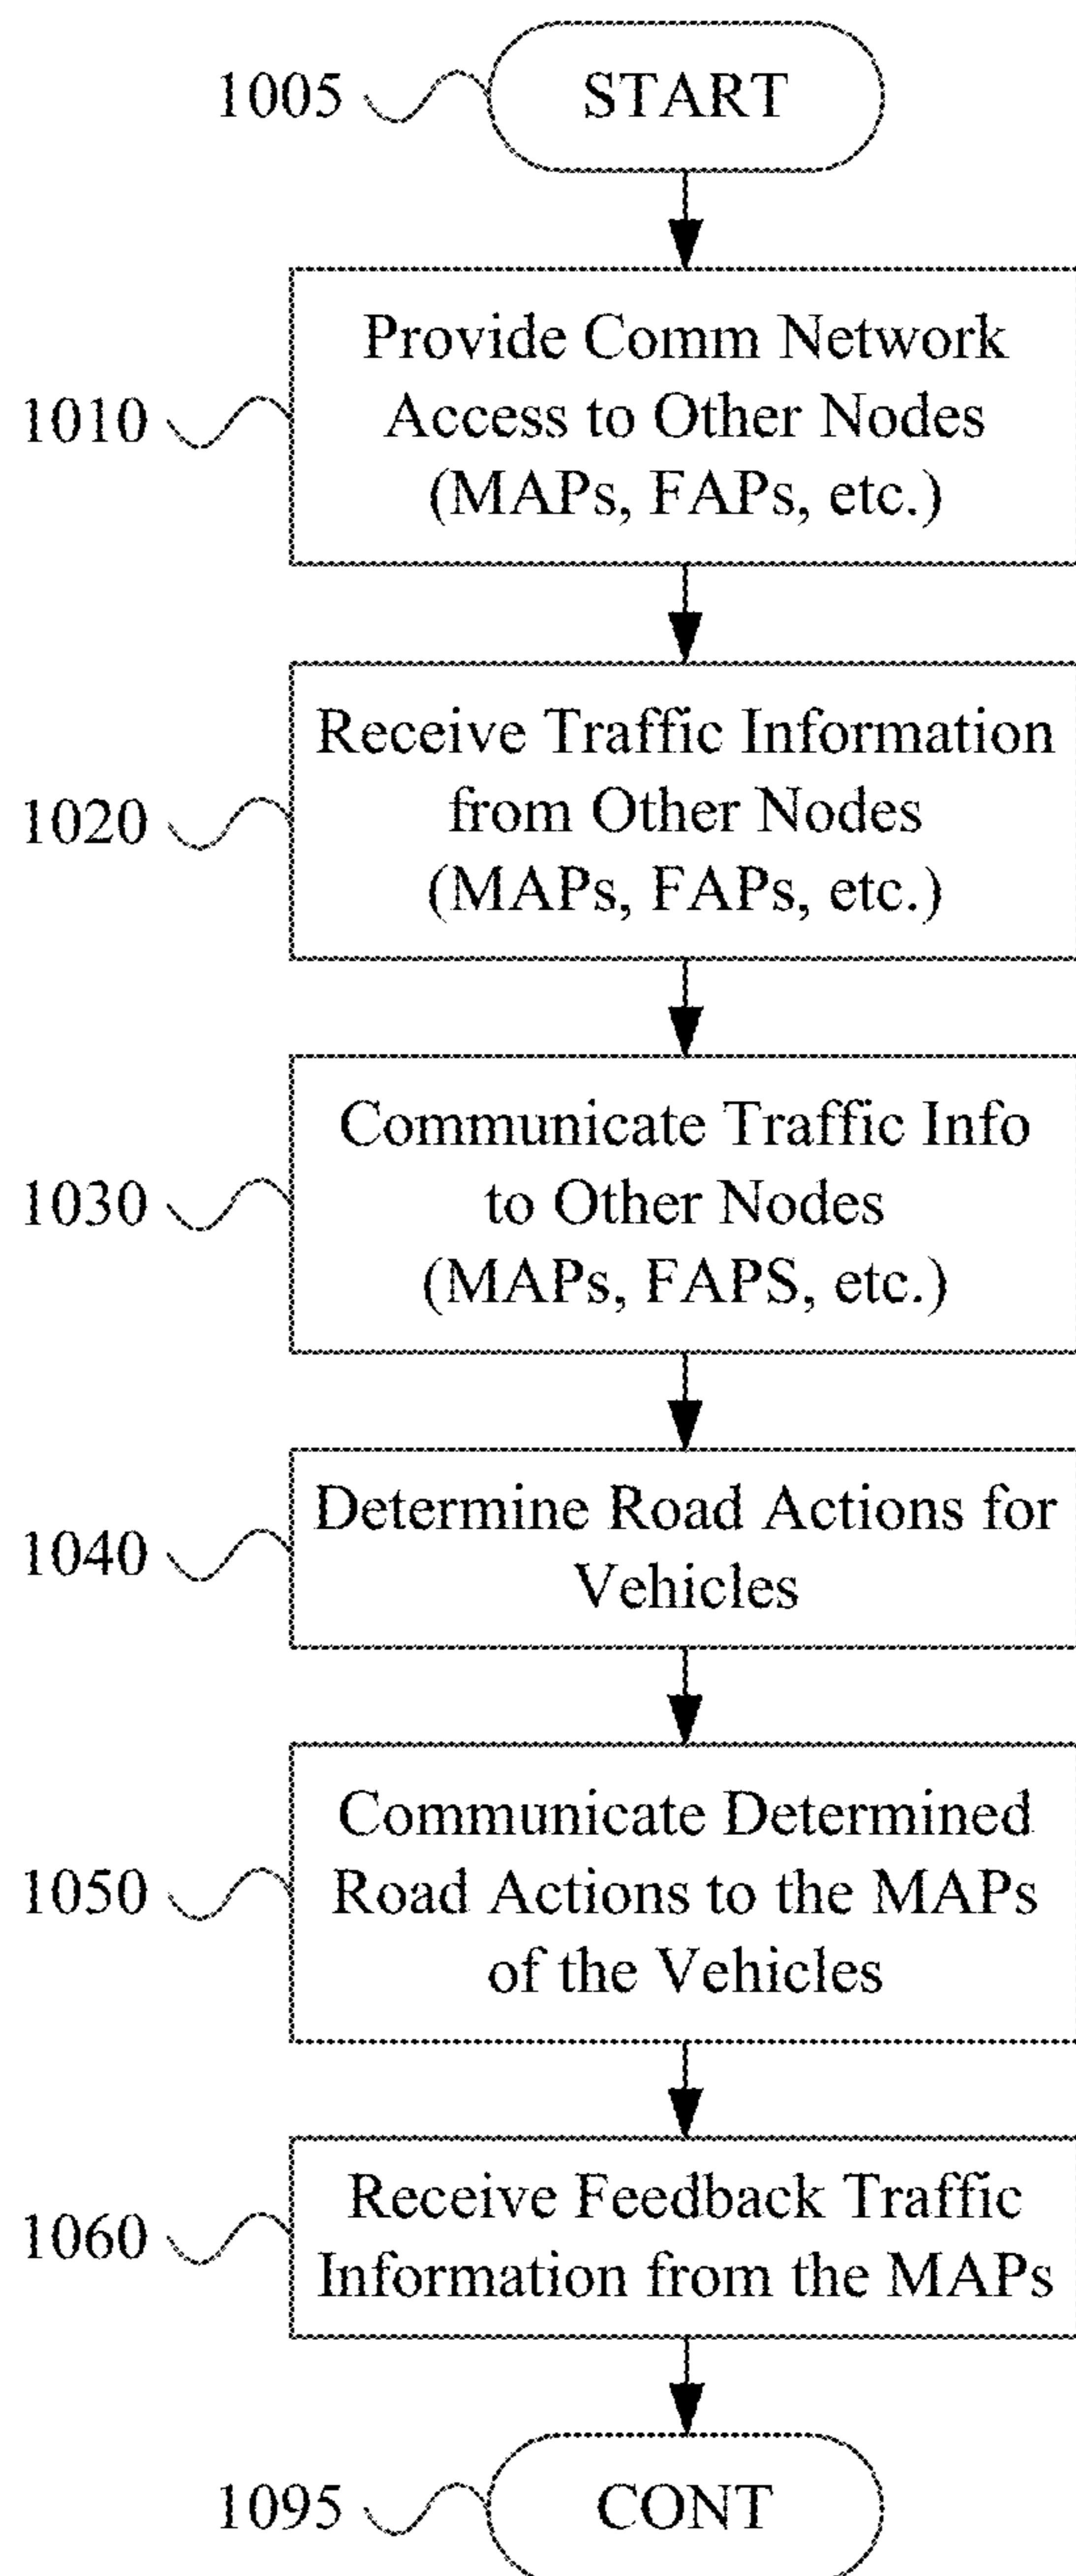 1005 START
Provide Comm Network
1010 Access to Other Nodes
(MAPs, FAPs, etc.)
Receive Traffic Information
1020 from Other Nodes
(MAPs, FAPs, etc.)
Communicate Traffic Info
1030 to Other Nodes
(MAPs, FAPS, etc.)
1040 Determine Road Actions for
Vehicles
Communicate Determined
1050 Road Actions to the MAPs
of the Vehicles
1060 Receive Feedback Traffic
Information from the MAPs
1095 CONT